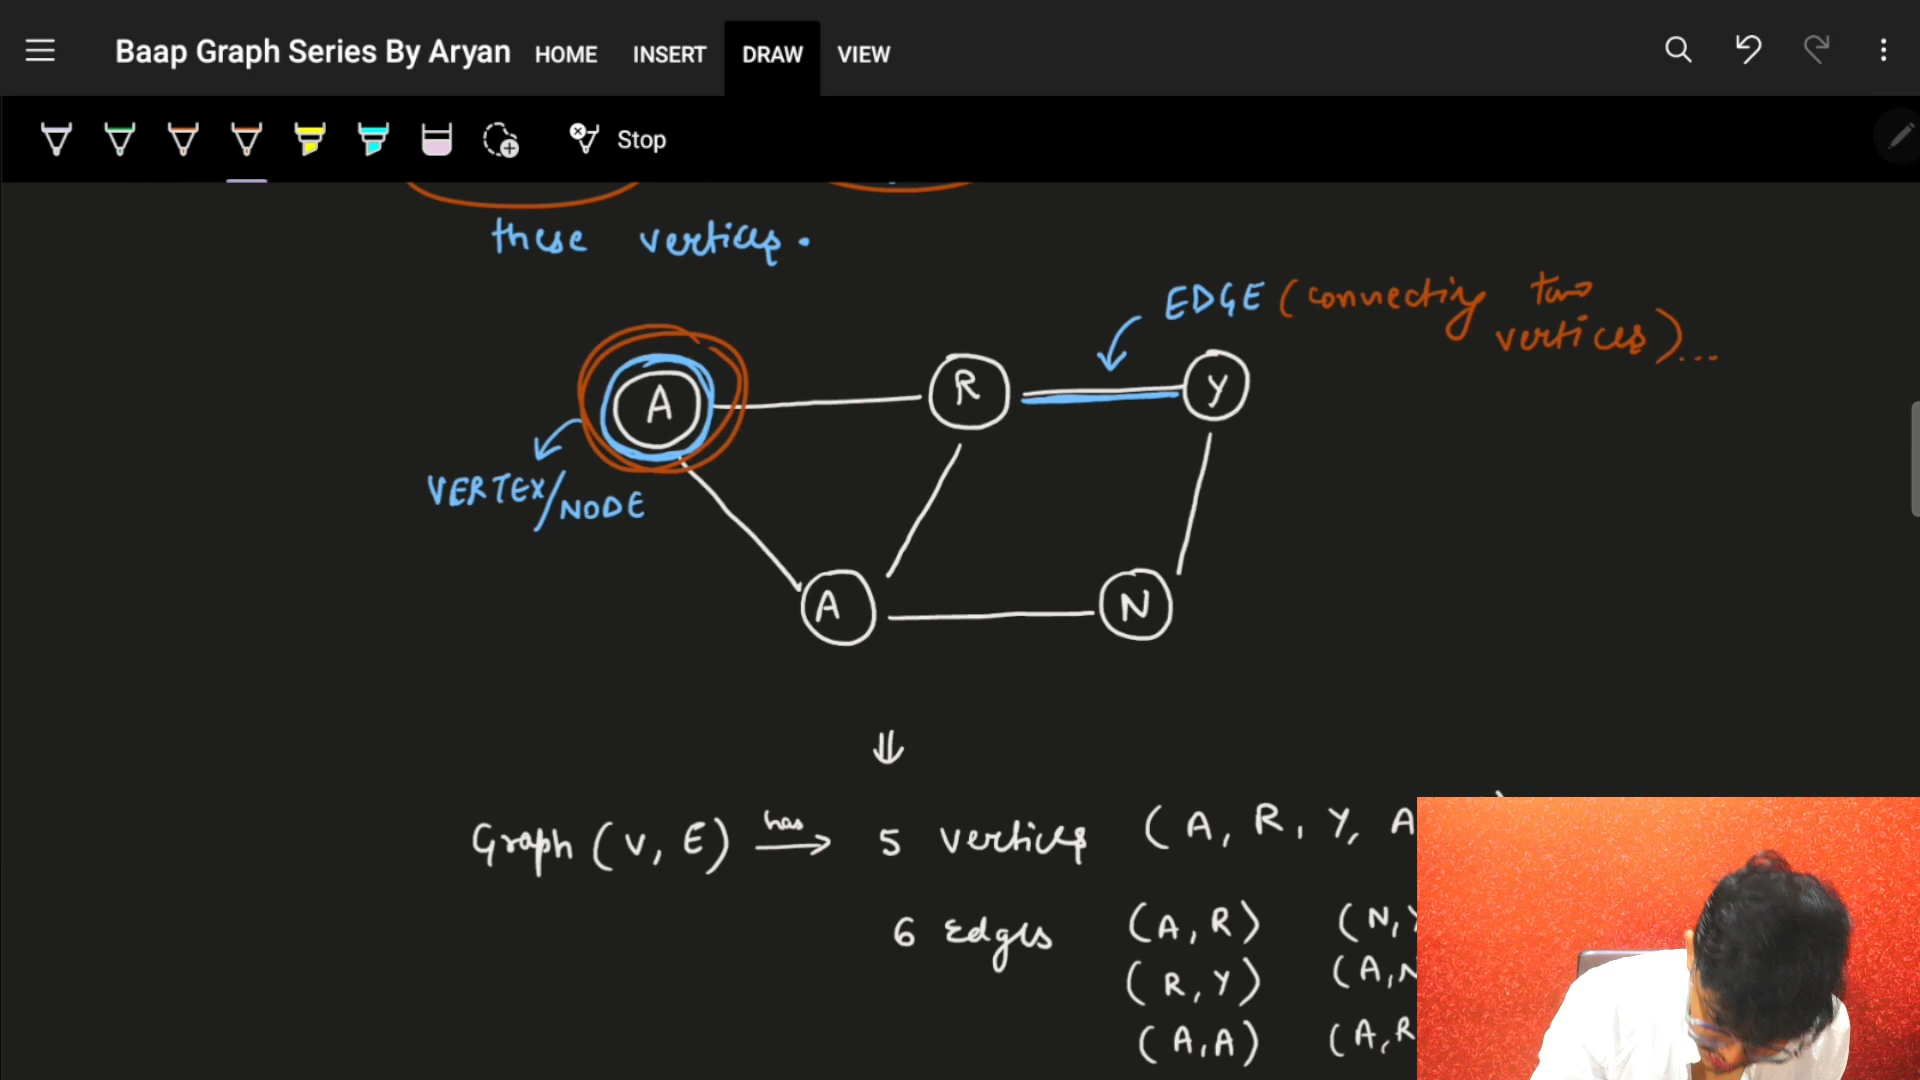 Baap Graph Series By Aryan HOME INSERT DRAW VIEW
Stop
these vertices.
EDGE (connecting two
vertices)...
A R Y
VERTEX/NODE
A N
Graph (V, E) has 5 vertices (A, R, Y, A
6 Edges (A, R) (N,
(R, Y) (A,N
(A, A) (A,R